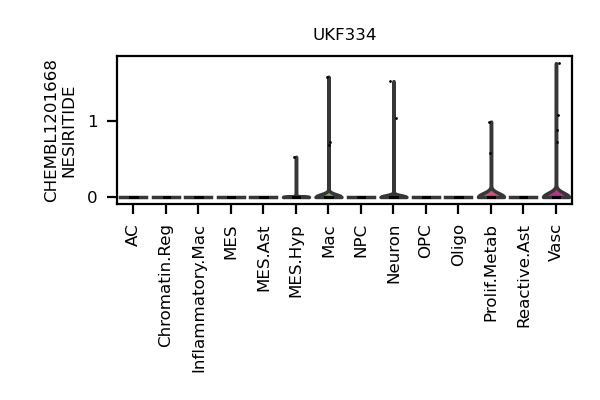 UKF334
CHEMBL1201668
NESIRITIDE
1
0
AC
Chromatin.Reg
Inflammatory.Mac
MES
MES.Ast
MES.Hyp
Mac
NPC
Neuron
OPC
Oligo
Prolif.Metab
Reactive.Ast
Vasc